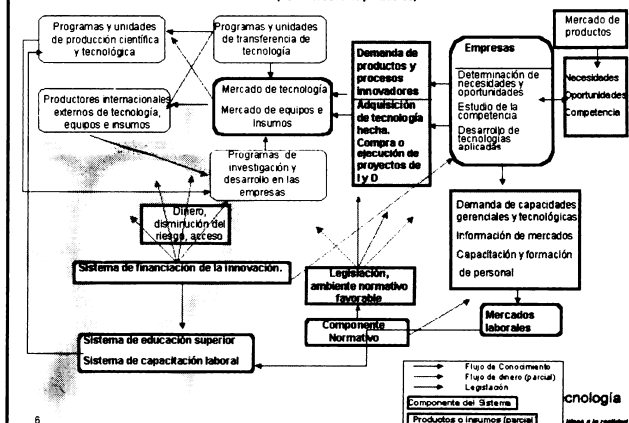 Programas y unidades
de producción científica
y tecnológica
Programas y unidades
de transferencia de
tecnología
Mercado de
productos
Demanda de
productos y
procesos
innovadores
Adquisición
de tecnología
hecha.
Compra o
ejecución de
proyectos de
I y D
Empresas
Determinación de
necesidades y
oportunidades
Estudio de la
competencia
Desarrollo de
tecnologías
aplicadas
Necesidades
Oportunidades
Competencia
Mercado de tecnología
Mercado de equipos e
Insumos
Productores internacionales
externos de tecnología,
equipos e insumos
Programas de
investigación y
desarrollo en las
empresas
Dinero,
disminución del
riesgo, acceso
Sistema de financiación de la innovación.
Legislación,
ambiente normativo
favorable
Componente
Normativo
Demanda de capacidades
gerenciales y tecnológicas
Información de mercados
Capacitación y formación
de personal
Mercados
laborales
Sistema de educación superior
Sistema de capacitación laboral
Flujo de Conocimiento
Flujo de dinero (parcial)
Legislación
Componente del Sistema
Productos o insumos (parcial)
cnología
6